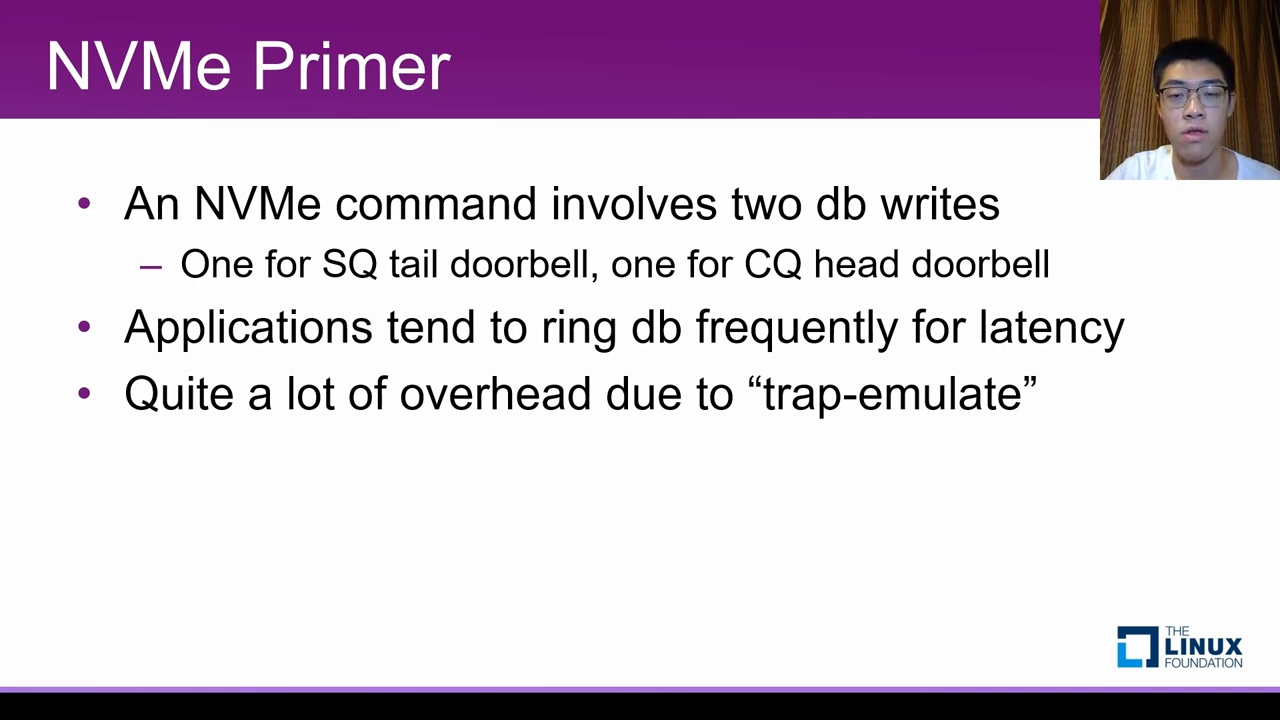 NVMe Primer
• An NVMe command involves two db writes
– One for SQ tail doorbell, one for CQ head doorbell
• Applications tend to ring db frequently for latency
• Quite a lot of overhead due to “trap-emulate”
THE
LINUX
FOUNDATION